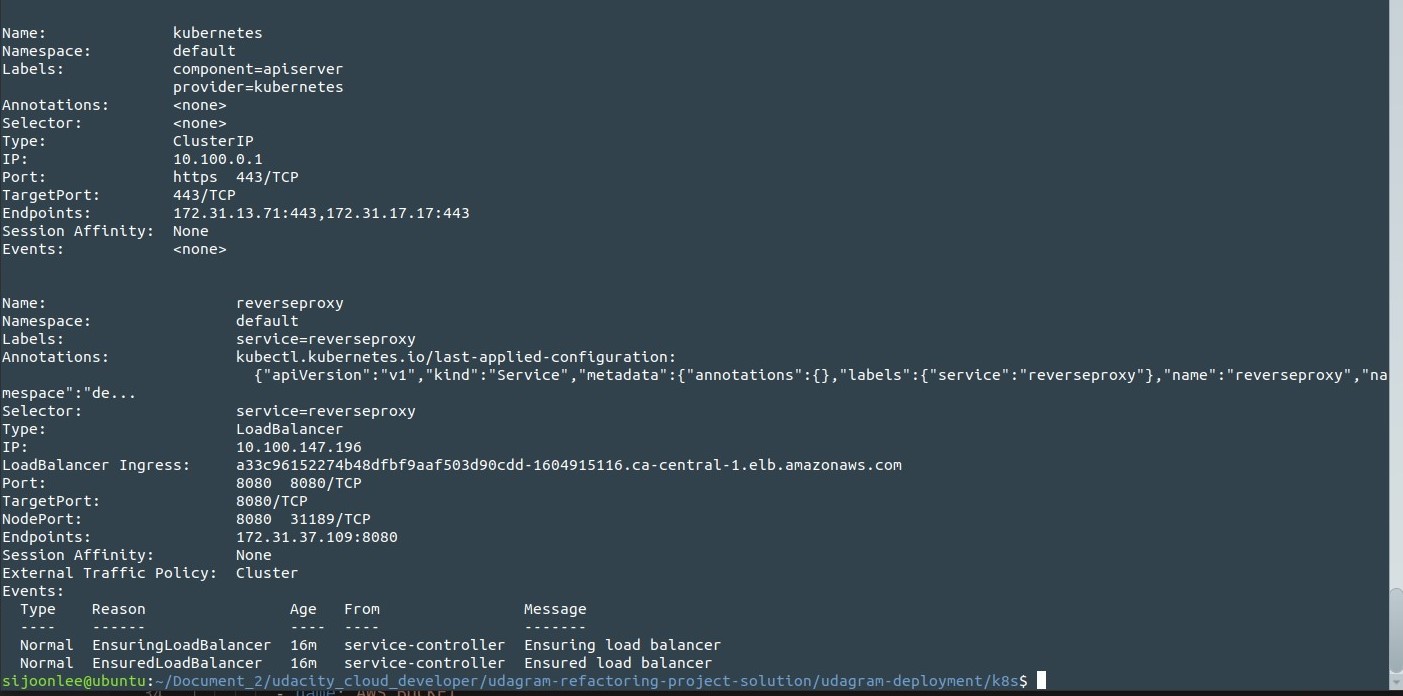 Name: kubernetes
Namespace: default
Labels: component=apiserver
provider=kubernetes
Annotations: <none>
Selector: <none>
Type: ClusterIP
IP: 10.100.0.1
Port: https 443/TCP
TargetPort: 443/TCP
Endpoints: 172.31.13.71:443,172.31.17.17:443
Session Affinity: None
Events: <none>
Name: reverseproxy
Namespace: default
Labels: service=reverseproxy
Annotations: kubectl.kubernetes.io/last-applied-configuration:
{"apiVersion":"v1","kind":"Service","metadata":{"annotations":{},"labels":{"service":"reverseproxy"},"name":"reverseproxy","na
mespace":"de...
Selector: service=reverseproxy
Type: LoadBalancer
IP: 10.100.147.196
LoadBalancer Ingress: a33c96152274b48dfbf9aaf503d90cdd-1604915116.ca-central-1.elb.amazonaws.com
Port: 8080 8080/TCP
TargetPort: 8080/TCP
NodePort: 8080 31189/TCP
Endpoints: 172.31.37.109:8080
Session Affinity: None
External Traffic Policy: Cluster
Events:
Type Reason Age From Message
---- ------ ---- ---- -------
Normal EnsuringLoadBalancer 16m service-controller Ensuring load balancer
Normal EnsuredLoadBalancer 16m service-controller Ensured load balancer
sijoonlee@ubuntu:~/Document_2/udacity_cloud_developer/udagram-refactoring-project-solution/udagram-deployment/k8s$
34 - name: AWS_BUCKET